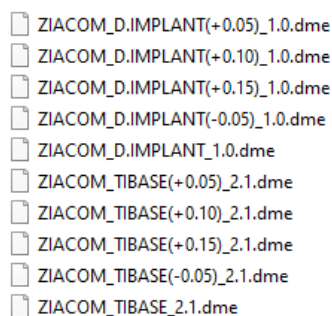 ZIACOM_D.IMPLANT(+0.05)_1.0.dme
ZIACOM_D.IMPLANT(+0.10)_1.0.dme
ZIACOM_D.IMPLANT(+0.15)_1.0.dme
ZIACOM_D.IMPLANT(-0.05)_1.0.dme
ZIACOM_D.IMPLANT_1.0.dme
ZIACOM_TIBASE(+0.05)_2.1.dme
ZIACOM_TIBASE(+0.10)_2.1.dme
ZIACOM_TIBASE(+0.15)_2.1.dme
ZIACOM_TIBASE(-0.05)_2.1.dme
ZIACOM_TIBASE_2.1.dme